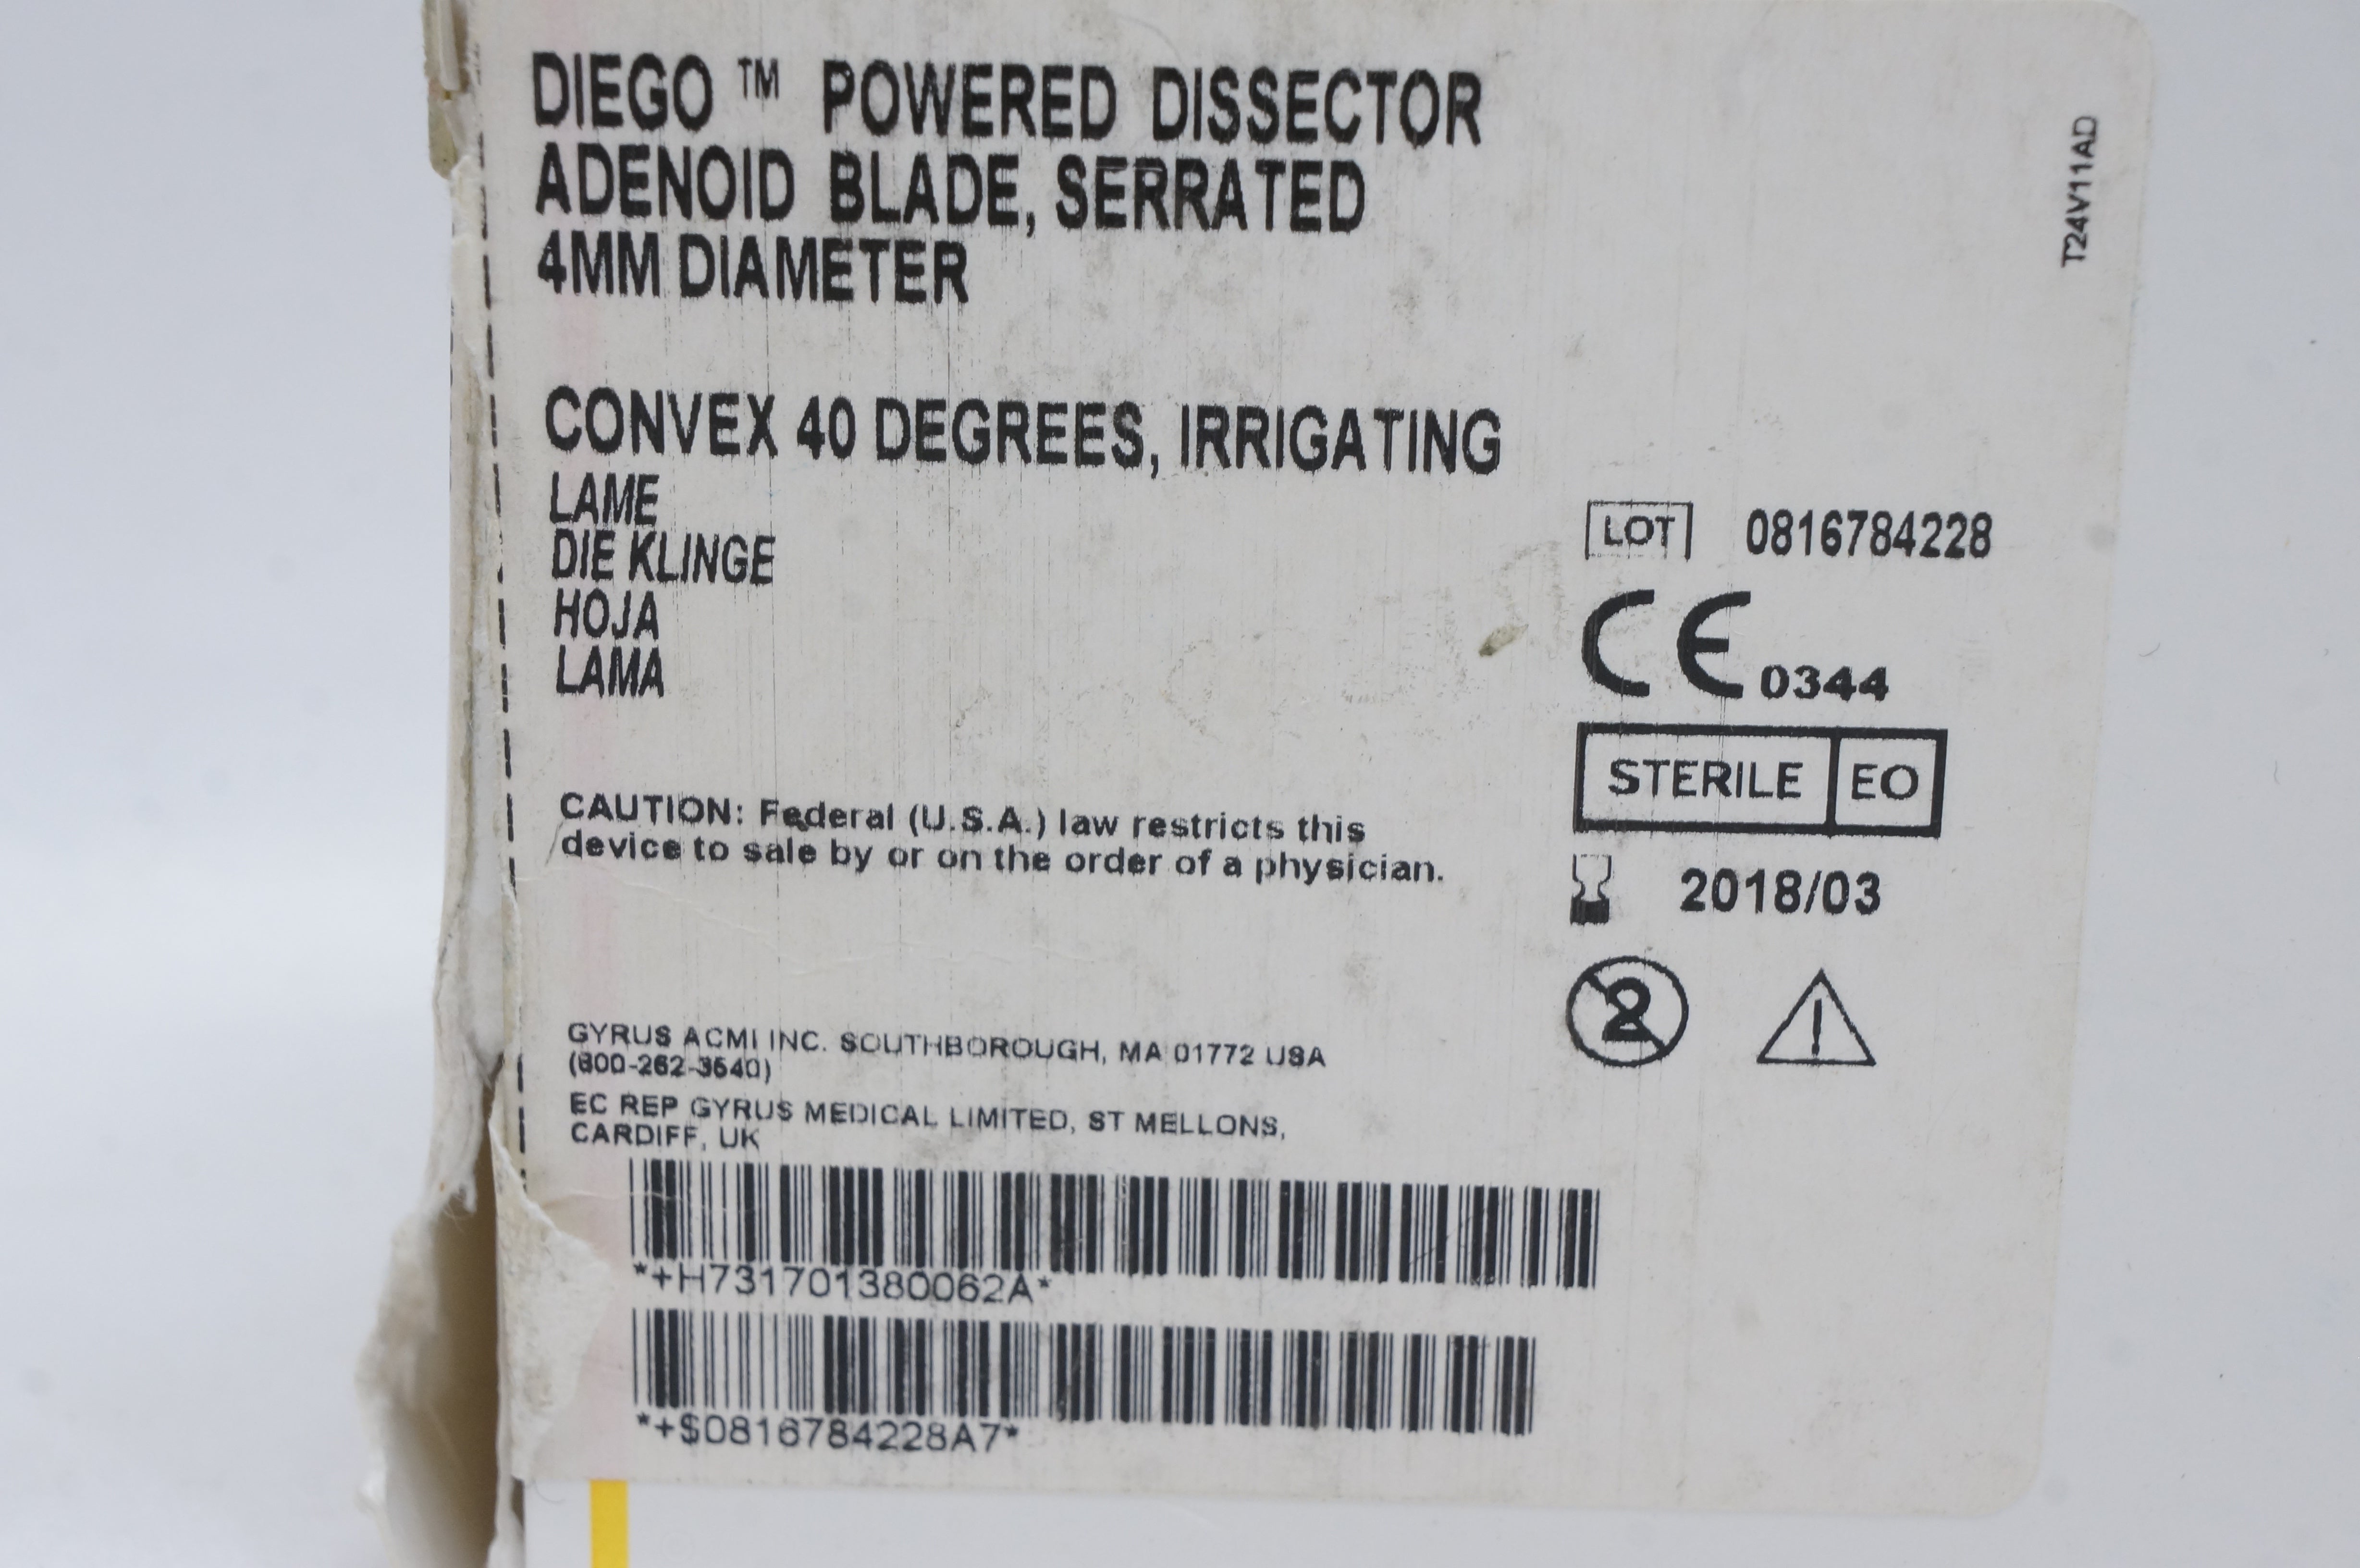 DIEGO ™ POWERED DISSECTOR
ADENOID BLADE, SERRATED
4MM DIAMETER
T24V11AD
CONVEX 40 DEGREES, IRRIGATING
LAME
DIE KLINGE
HOJA
LAMA
LOT 0816784228
CE 0344
STERILE EO
2018/03
2
!
CAUTION: Federal (U.S.A.) law restricts this
device to sale by or on the order of a physician.
GYRUS ACMI INC. SOUTHBOROUGH, MA 01772 USA
(800-262-3540)
EC REP GYRUS MEDICAL LIMITED, ST MELLONS,
CARDIFF, UK
*+H731701380062A*
*+$0816784228A7*